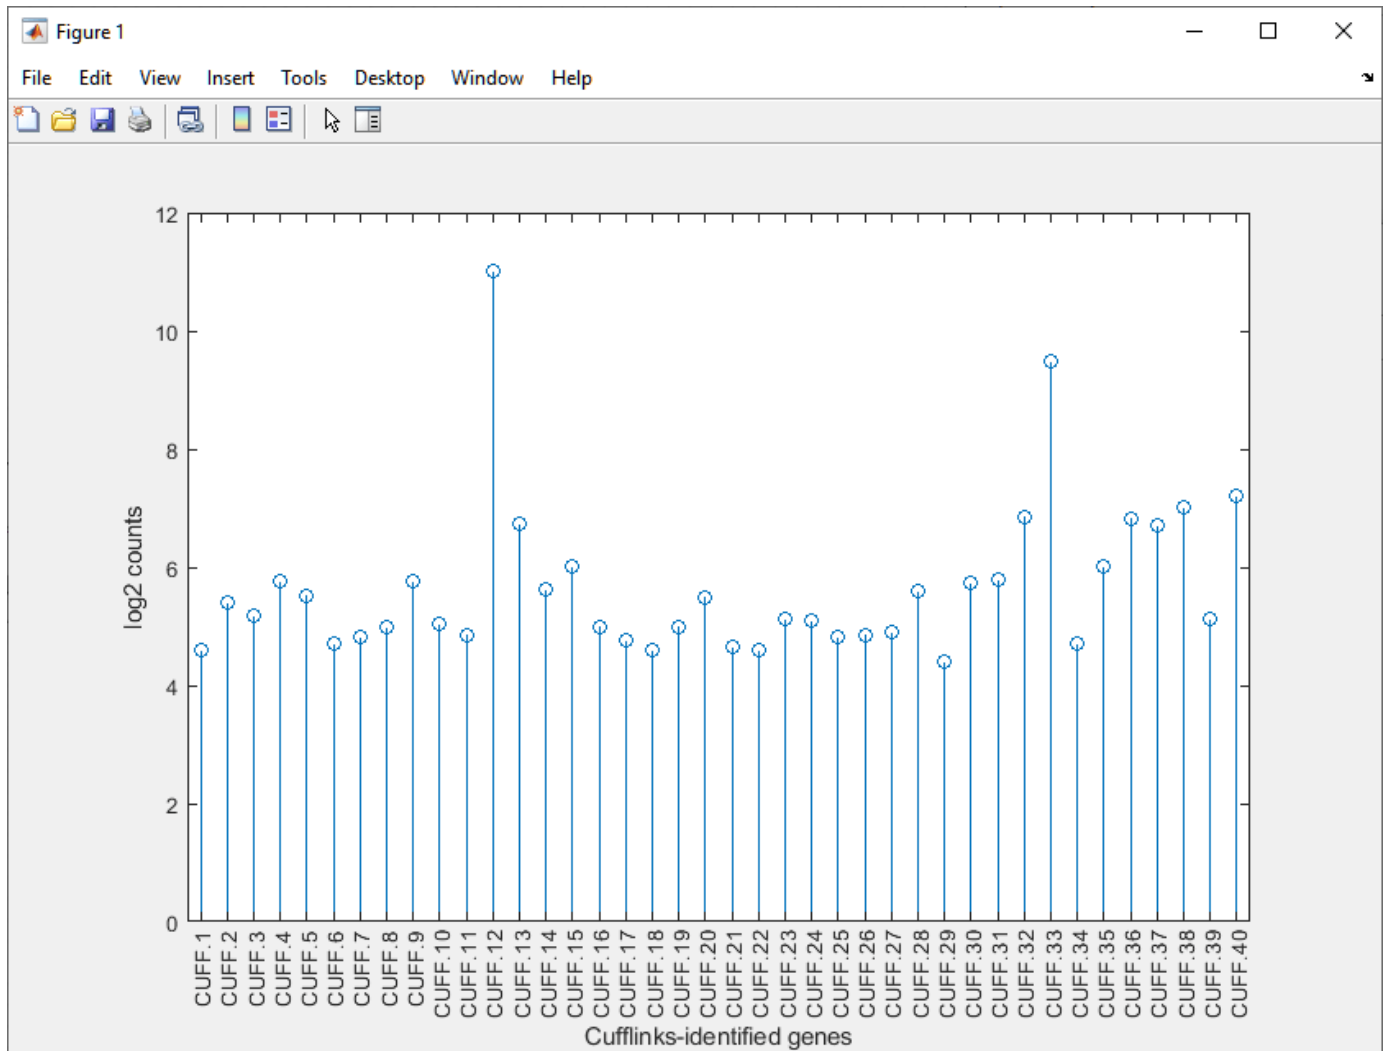 Figure 1
File Edit View Insert Tools Desktop Window Help
12
10
8
6
4
2
0
log2 counts
CUFF.1
CUFF.2
CUFF.3
CUFF.4
CUFF.5
CUFF.6
CUFF.7
CUFF.8
CUFF.9
CUFF.10
CUFF.11
CUFF.12
CUFF.13
CUFF.14
CUFF.15
CUFF.16
CUFF.17
CUFF.18
CUFF.19
CUFF.20
CUFF.21
CUFF.22
CUFF.23
CUFF.24
CUFF.25
CUFF.26
CUFF.27
CUFF.28
CUFF.29
CUFF.30
CUFF.31
CUFF.32
CUFF.33
CUFF.34
CUFF.35
CUFF.36
CUFF.37
CUFF.38
CUFF.39
CUFF.40
Cufflinks-identified genes